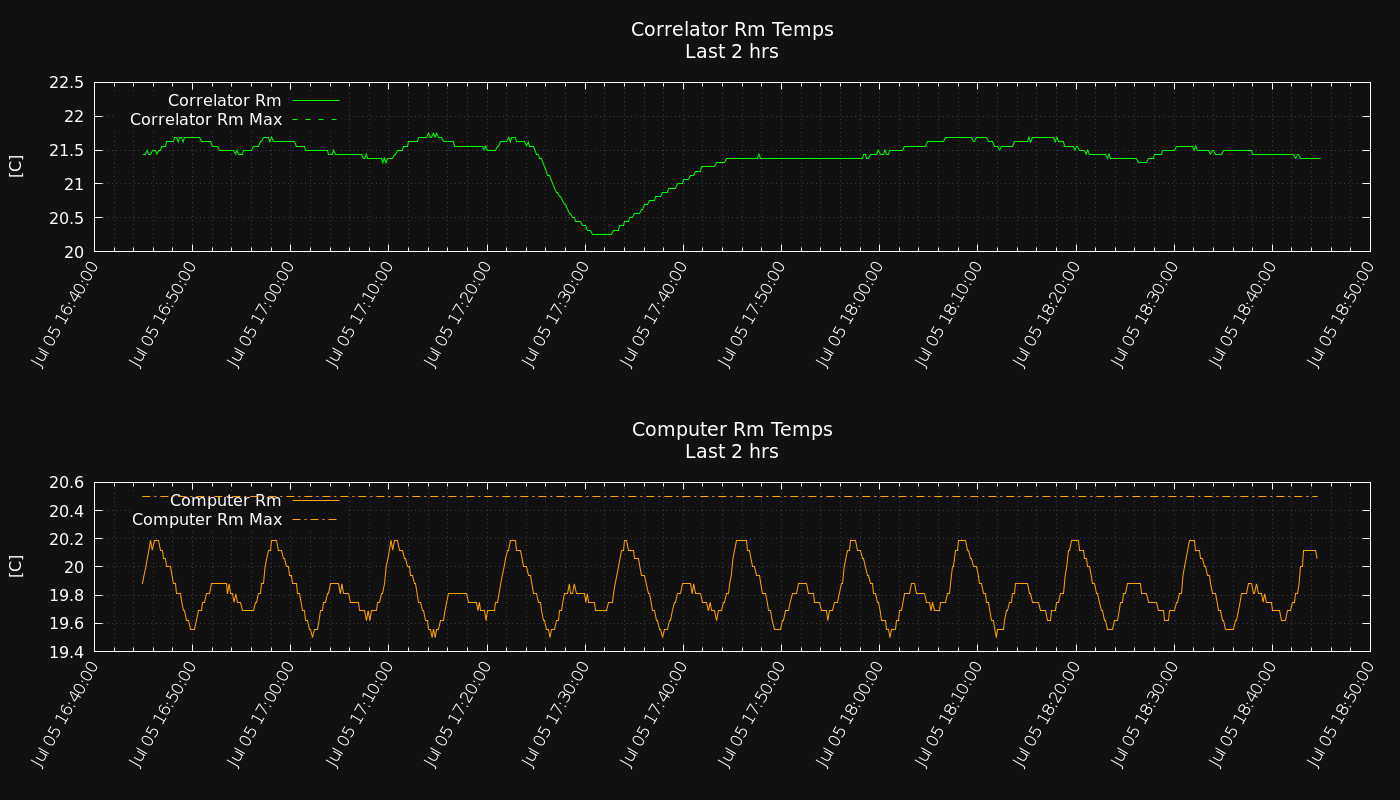 Correlator Rm Temps
Last 2 hrs
22.5
22
21.5
21
20.5
20
[C]
Correlator Rm
Correlator Rm Max
Jul 05 16:40:00
Jul 05 16:50:00
Jul 05 17:00:00
Jul 05 17:10:00
Jul 05 17:20:00
Jul 05 17:30:00
Jul 05 17:40:00
Jul 05 17:50:00
Jul 05 18:00:00
Jul 05 18:10:00
Jul 05 18:20:00
Jul 05 18:30:00
Jul 05 18:40:00
Jul 05 18:50:00
Computer Rm Temps
Last 2 hrs
20.6
20.4
20.2
20
19.8
19.6
19.4
[C]
Computer Rm
Computer Rm Max
Jul 05 16:40:00
Jul 05 16:50:00
Jul 05 17:00:00
Jul 05 17:10:00
Jul 05 17:20:00
Jul 05 17:30:00
Jul 05 17:40:00
Jul 05 17:50:00
Jul 05 18:00:00
Jul 05 18:10:00
Jul 05 18:20:00
Jul 05 18:30:00
Jul 05 18:40:00
Jul 05 18:50:00